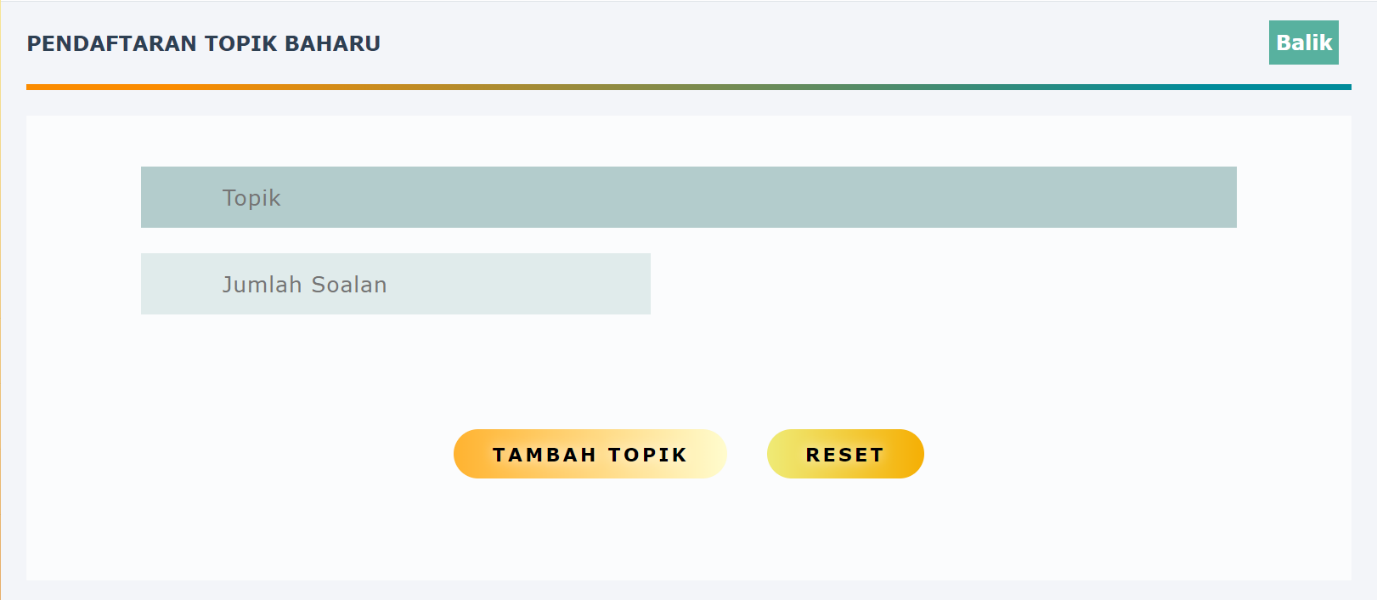 PENDAFTARAN TOPIK BAHARU
Balik
Topik
Jumlah Soalan
TAMBAH TOPIK
RESET